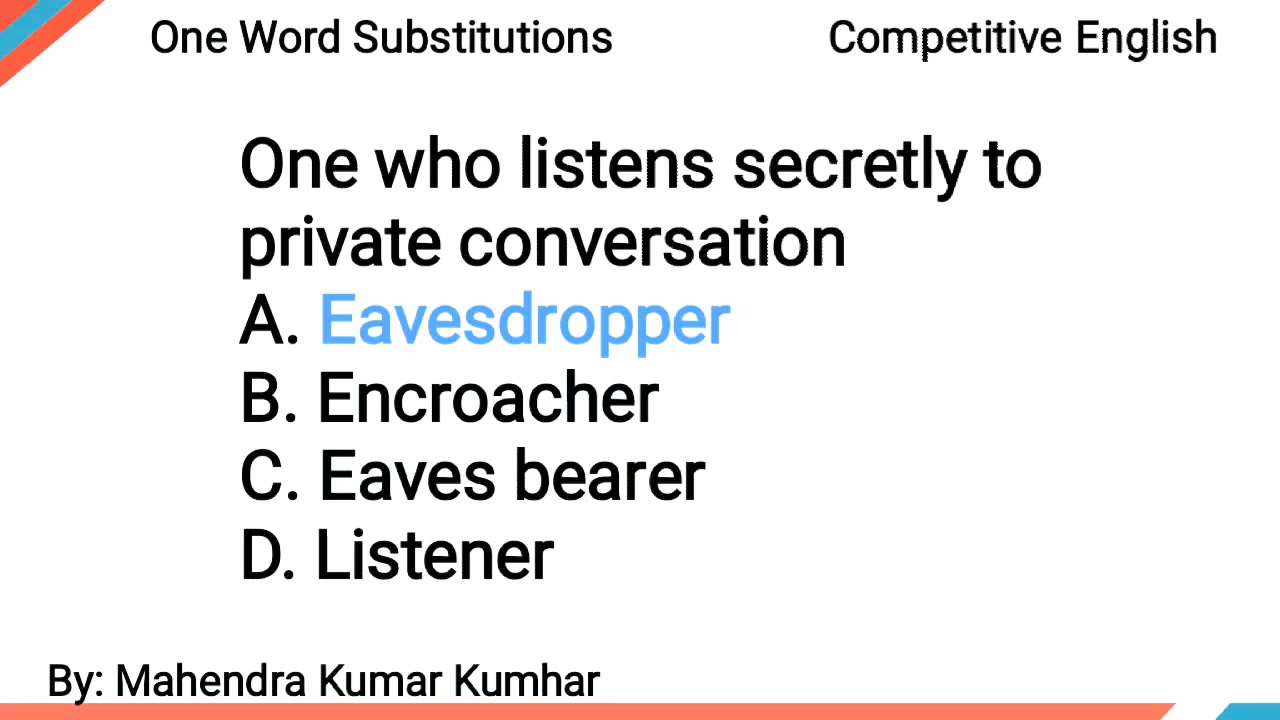 One Word Substitutions
Competitive English
One who listens secretly to
private conversation
A. Eavesdropper
B. Encroacher
C. Eaves bearer
D. Listener
By: Mahendra Kumar Kumhar